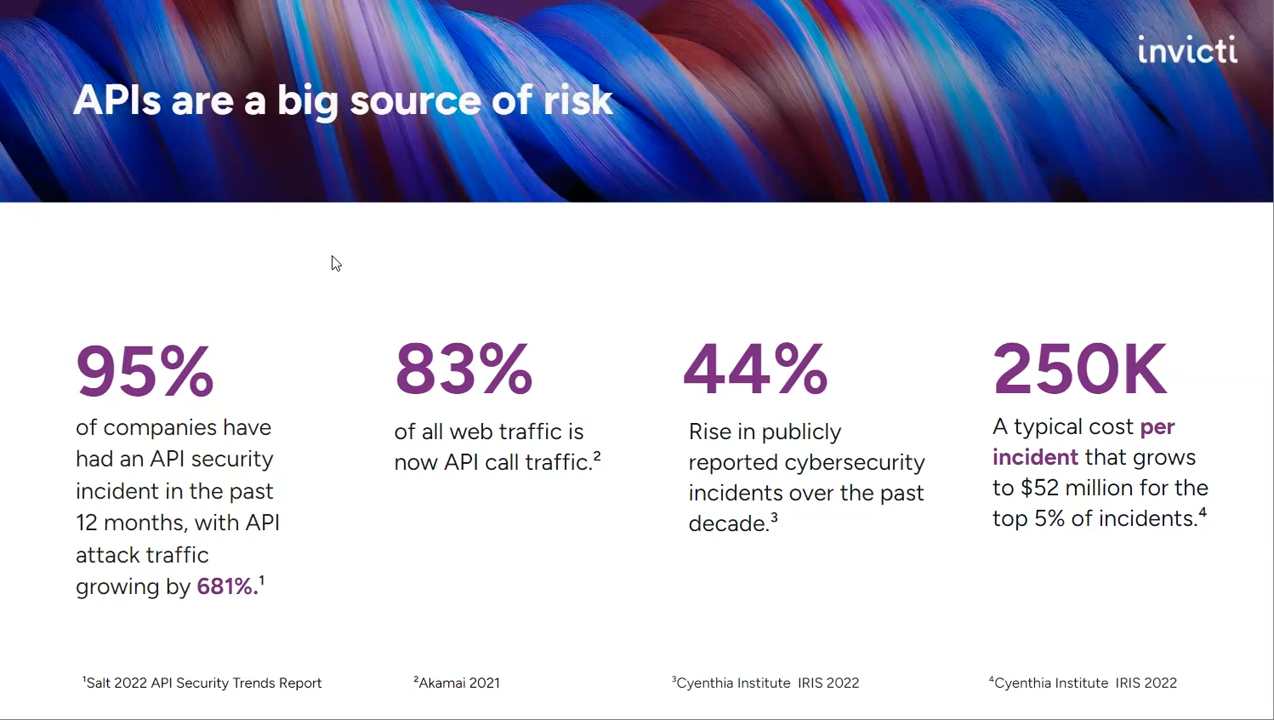 invicti
APIs are a big source of risk
95%
of companies have
had an API security
incident in the past
12 months, with API
attack traffic
growing by 681%.¹
83%
of all web traffic is
now API call traffic.²
44%
Rise in publicly
reported cybersecurity
incidents over the past
decade.³
250K
A typical cost per
incident that grows
to $52 million for the
top 5% of incidents.⁴
¹Salt 2022 API Security Trends Report
²Akamai 2021
³Cyenthia Institute IRIS 2022
⁴Cyenthia Institute IRIS 2022